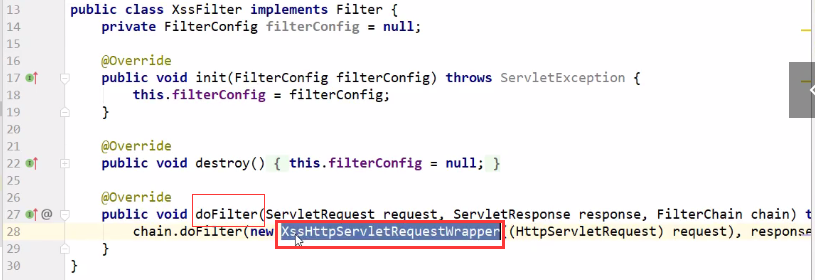 13 public class XssFilter implements Filter {
14 private FilterConfig filterConfig = null;
15
16 @Override
17 public void init(FilterConfig filterConfig) throws ServletException {
18 this.filterConfig = filterConfig;
19 }
20
21 @Override
22 public void destroy() { this.filterConfig = null; }
25
26 @Override
27 @ public void doFilter(ServletRequest request, ServletResponse response, FilterChain chain) t
28 chain.doFilter(new XssHttpServletRequestWrapper((HttpServletRequest) request), response
29 }
30 }